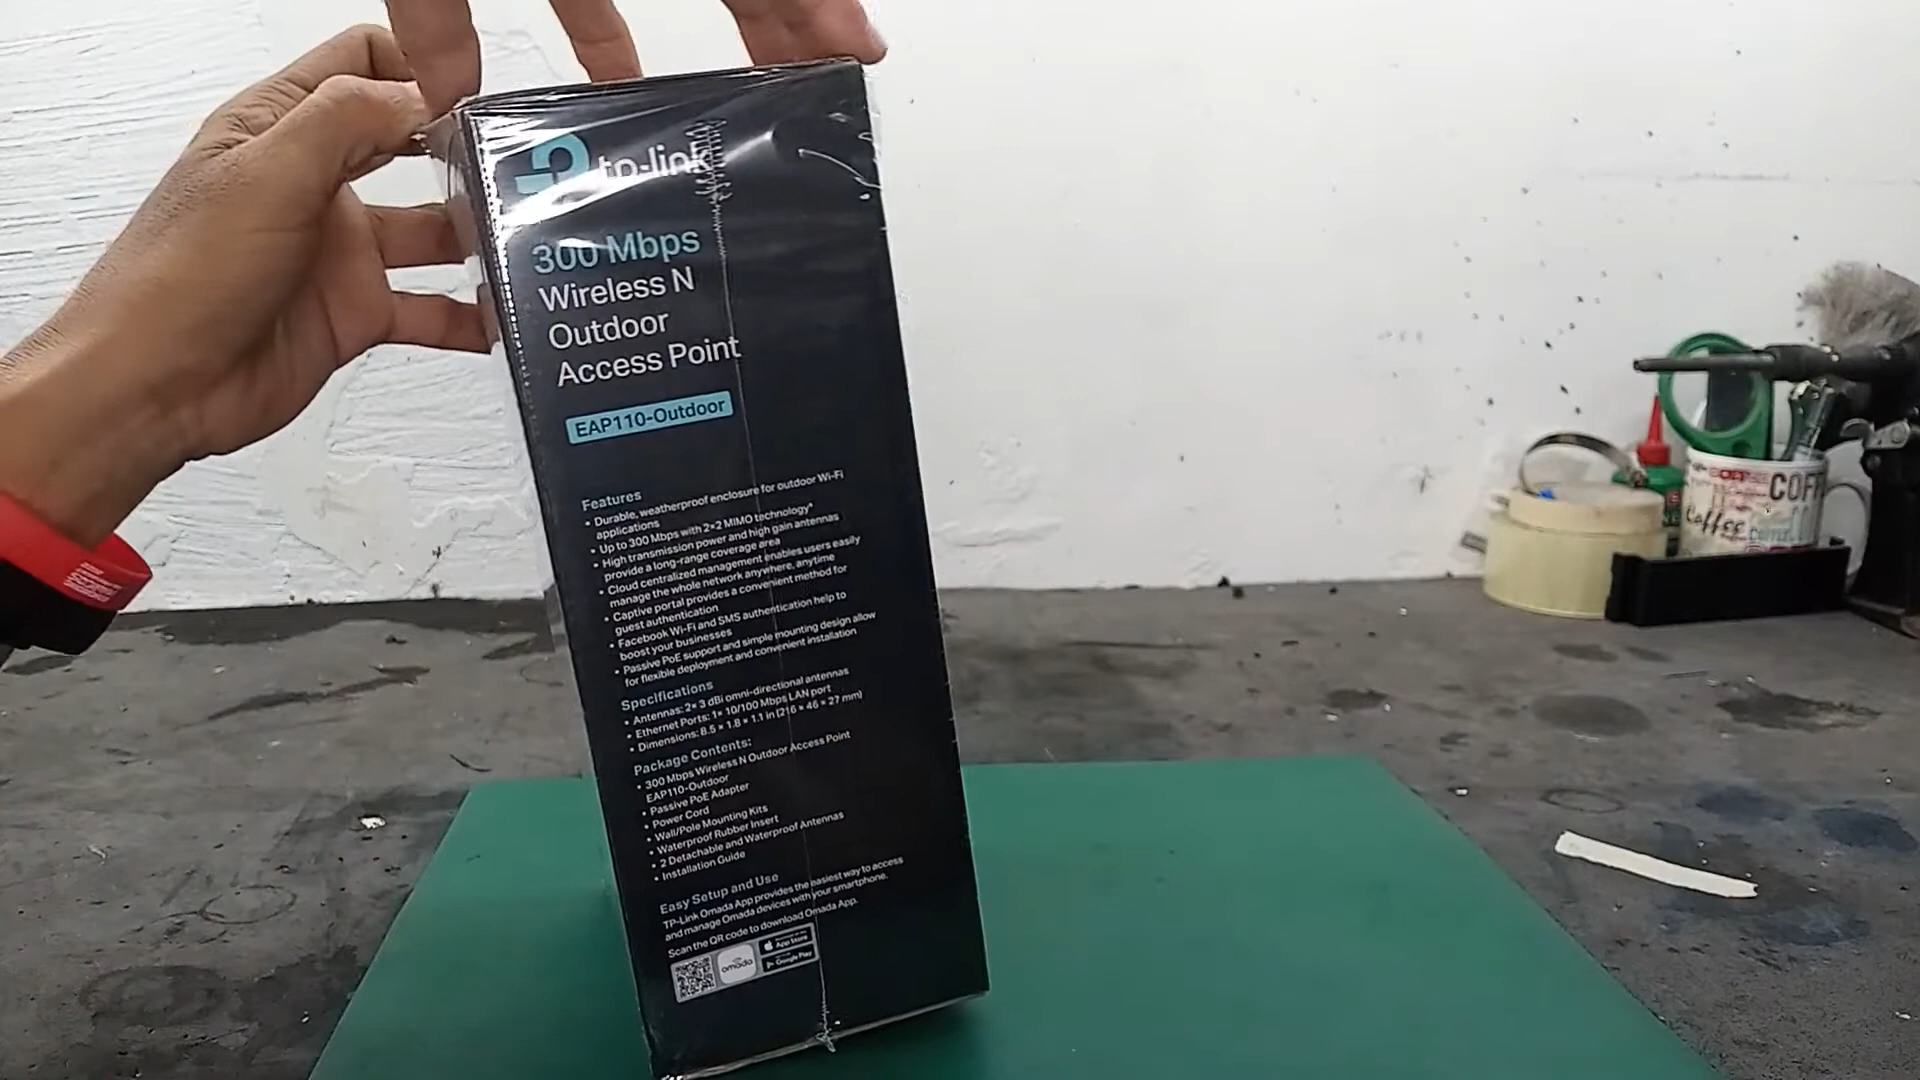 tp-link
300 Mbps
Wireless N
Outdoor
Access Point
EAP110-Outdoor
Features
• Durable, weatherproof enclosure for outdoor Wi-Fi
applications
• Up to 300 Mbps with 2×2 MIMO technology*
• High transmission power and high gain antennas
provide a long-range coverage area
• Cloud centralized management enables users easily
manage the whole network anywhere, anytime
• Captive portal provides a convenient method for
guest authentication
• Facebook Wi-Fi and SMS authentication help to
boost your businesses
• Passive PoE support and simple mounting design allow
for flexible deployment and convenient installation
Specifications
• Antennas: 2× 3 dBi omni-directional antennas
• Ethernet Ports: 1× 10/100 Mbps LAN port
• Dimensions: 8.5 × 1.8 × 1.1 in (216 × 46 × 27 mm)
Package Contents:
• 300 Mbps Wireless N Outdoor Access Point
EAP110-Outdoor
• Passive PoE Adapter
• Power Cord
• Wall/Pole Mounting Kits
• Waterproof Rubber Insert
• 2 Detachable and Waterproof Antennas
• Installation Guide
Easy Setup and Use
TP-Link Omada App provides the easiest way to access
and manage Omada devices with your smartphone.
Scan the QR code to download Omada App.
omada
App Store
Google Play
Coffee